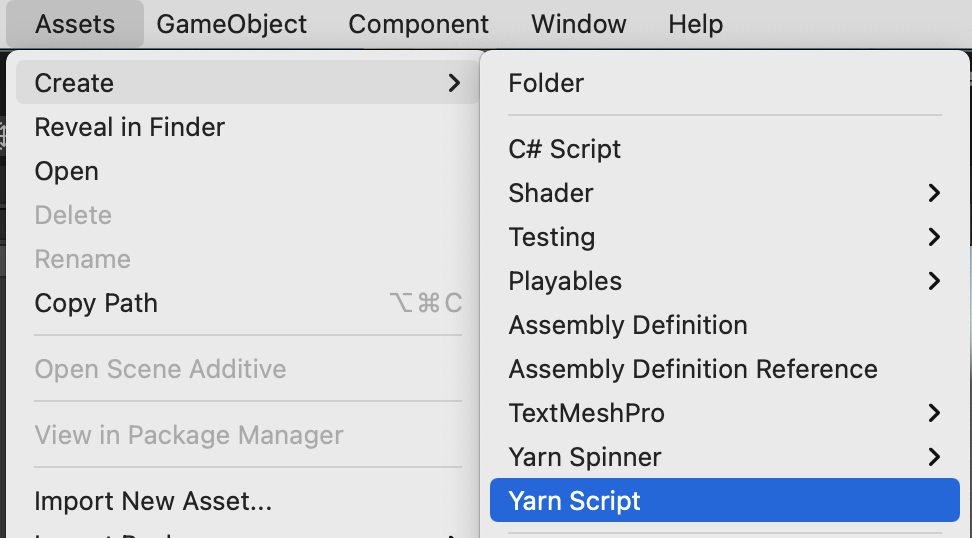 Assets GameObject Component Window Help
Create
Reveal in Finder
Open
Delete
Rename
Copy Path ⌥⌘C
Open Scene Additive
View in Package Manager
Import New Asset...
Folder
C# Script
Shader
Testing
Playables
Assembly Definition
Assembly Definition Reference
TextMeshPro
Yarn Spinner
Yarn Script